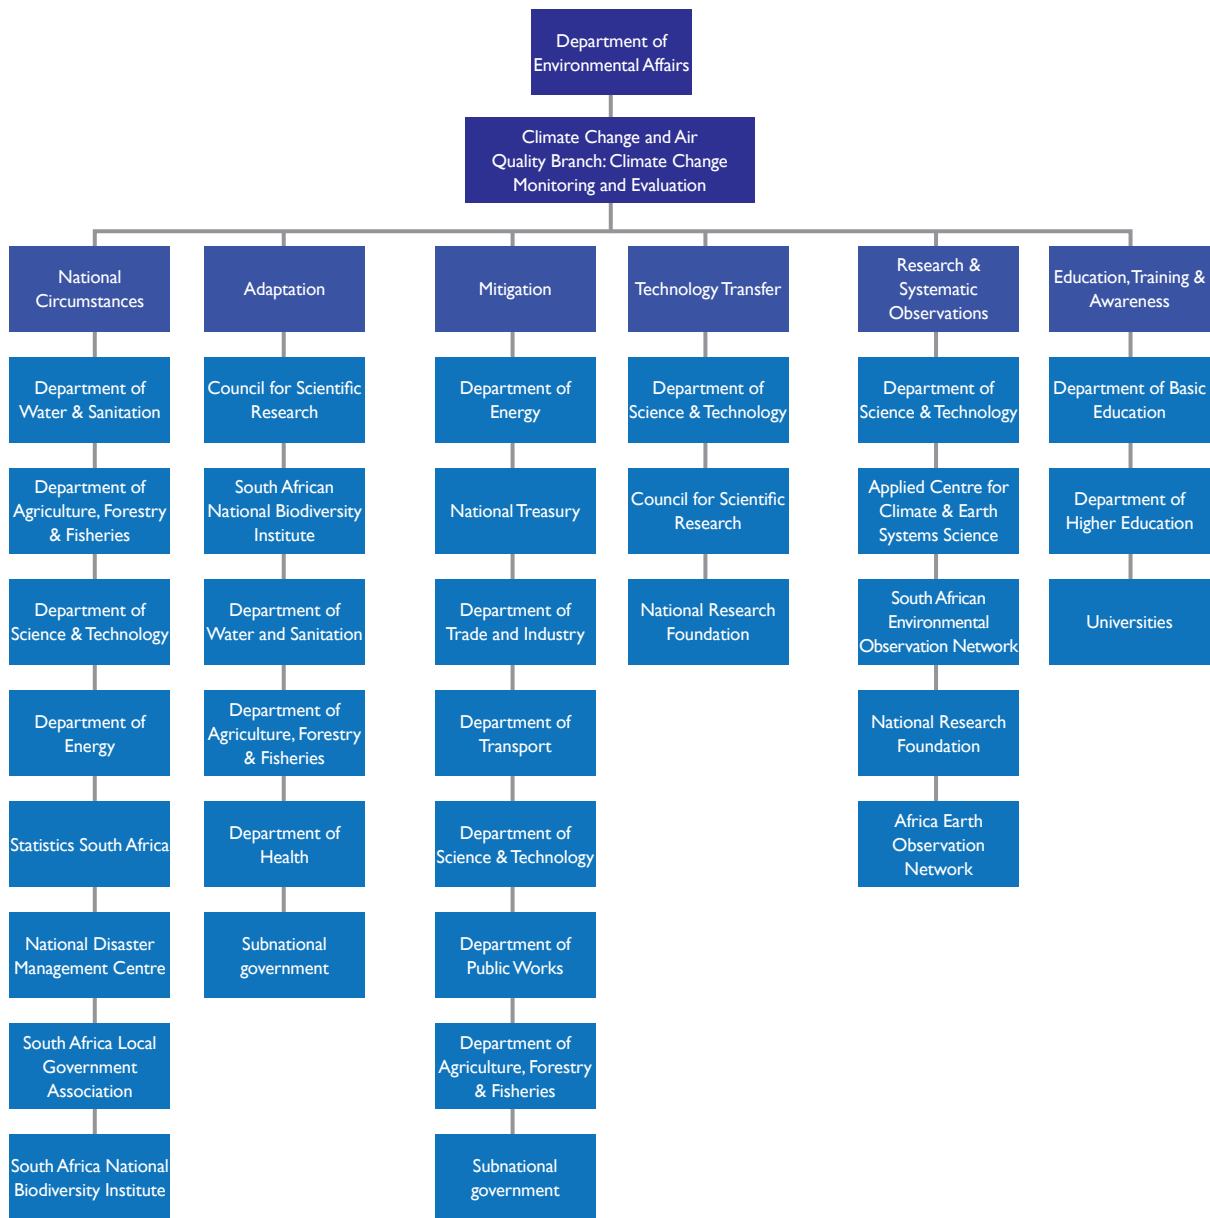 Department of
Environmental Affairs
Climate Change and Air
Quality Branch: Climate Change
Monitoring and Evaluation
National
Circumstances
Department of
Water & Sanitation
Department of
Agriculture, Forestry
& Fisheries
Department of
Science & Technology
Department of
Energy
Statistics South Africa
National Disaster
Management Centre
South Africa Local
Government
Association
South Africa National
Biodiversity Institute
Adaptation
Council for Scientific
Research
South African
National Biodiversity
Institute
Department of
Water and Sanitation
Department of
Agriculture, Forestry
& Fisheries
Department of
Health
Subnational
government
Mitigation
Department of
Energy
National Treasury
Department of
Trade and Industry
Department of
Transport
Department of
Science & Technology
Department of
Public Works
Department of
Agriculture, Forestry
& Fisheries
Subnational
government
Technology Transfer
Department of
Science & Technology
Council for Scientific
Research
National Research
Foundation
Research &
Systematic
Observations
Department of
Science & Technology
Applied Centre for
Climate & Earth
Systems Science
South African
Environmental
Observation Network
National Research
Foundation
Africa Earth
Observation
Network
Education, Training &
Awareness
Department of Basic
Education
Department of
Higher Education
Universities